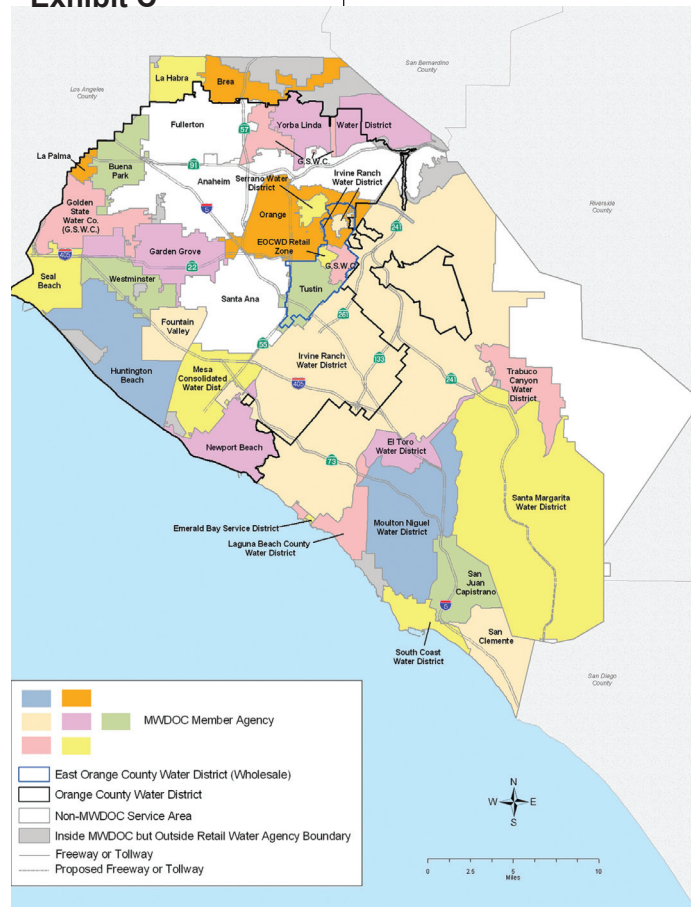 Exhibit C
San Bernardino
County
Los Angeles
County
La Habra
Brea
Fullerton
57
Yorba Linda
Water
District
La Palma
91
G.S.W.C.
Buena
Park
Anaheim
Serrano Water
District
Irvine Ranch
Water District
Riverside
County
Golden
State
Water Co.
(G.S.W.C.)
5
Orange
241
EOCWD Retail
Zone
Garden Grove
405
22
G.S.W.C.
Seal
Beach
Westminster
Tustin
Santa Ana
261
Fountain
Valley
55
Huntington
Beach
Mesa
Consolidated
Water Dist.
Irvine Ranch
Water District
133
405
241
Trabuco
Canyon
Water
District
Newport Beach
El Toro
Water District
73
Santa Margarita
Water District
Emerald Bay Service District
Moulton Niguel
Water District
Laguna Beach County
Water District
San
Juan
Capistrano
5
San
Clemente
South Coast
Water District
San Diego
County
MWDOC Member Agency
East Orange County Water District (Wholesale)
Orange County Water District
Non-MWDOC Service Area
Inside MWDOC but Outside Retail Water Agency Boundary
Freeway or Tollway
Proposed Freeway or Tollway
N
W E
S
0 2.5 5 10
Miles